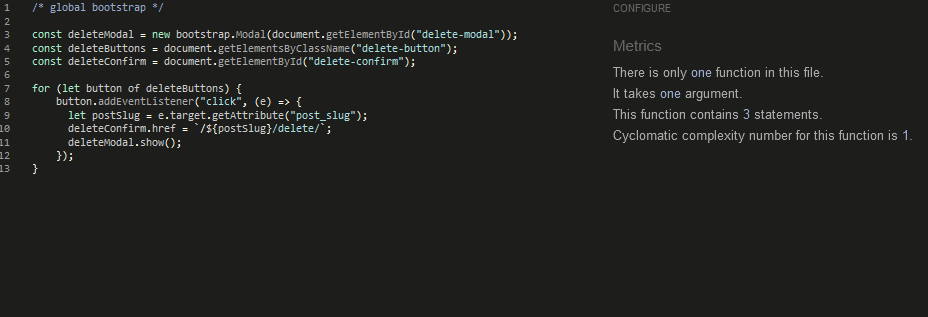 1 /* global bootstrap */
2
3 const deleteModal = new bootstrap.Modal(document.getElementById("delete-modal"));
4 const deleteButtons = document.getElementsByClassName("delete-button");
5 const deleteConfirm = document.getElementById("delete-confirm");
6
7 for (let button of deleteButtons) {
8     button.addEventListener("click", (e) => {
9       let postSlug = e.target.getAttribute("post_slug");
10       deleteConfirm.href = `/${postSlug}/delete/`;
11       deleteModal.show();
12     });
13 }
CONFIGURE
Metrics
There is only one function in this file.
It takes one argument.
This function contains 3 statements.
Cyclomatic complexity number for this function is 1.